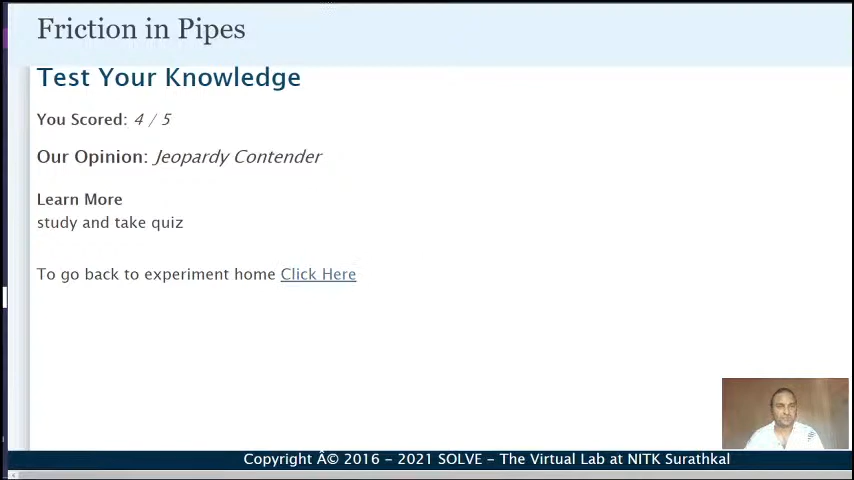 Friction in Pipes
Test Your Knowledge
You Scored: 4 / 5
Our Opinion: Jeopardy Contender
Learn More
study and take quiz
To go back to experiment home Click Here
Copyright Â© 2016 - 2021 SOLVE - The Virtual Lab at NITK Surathkal